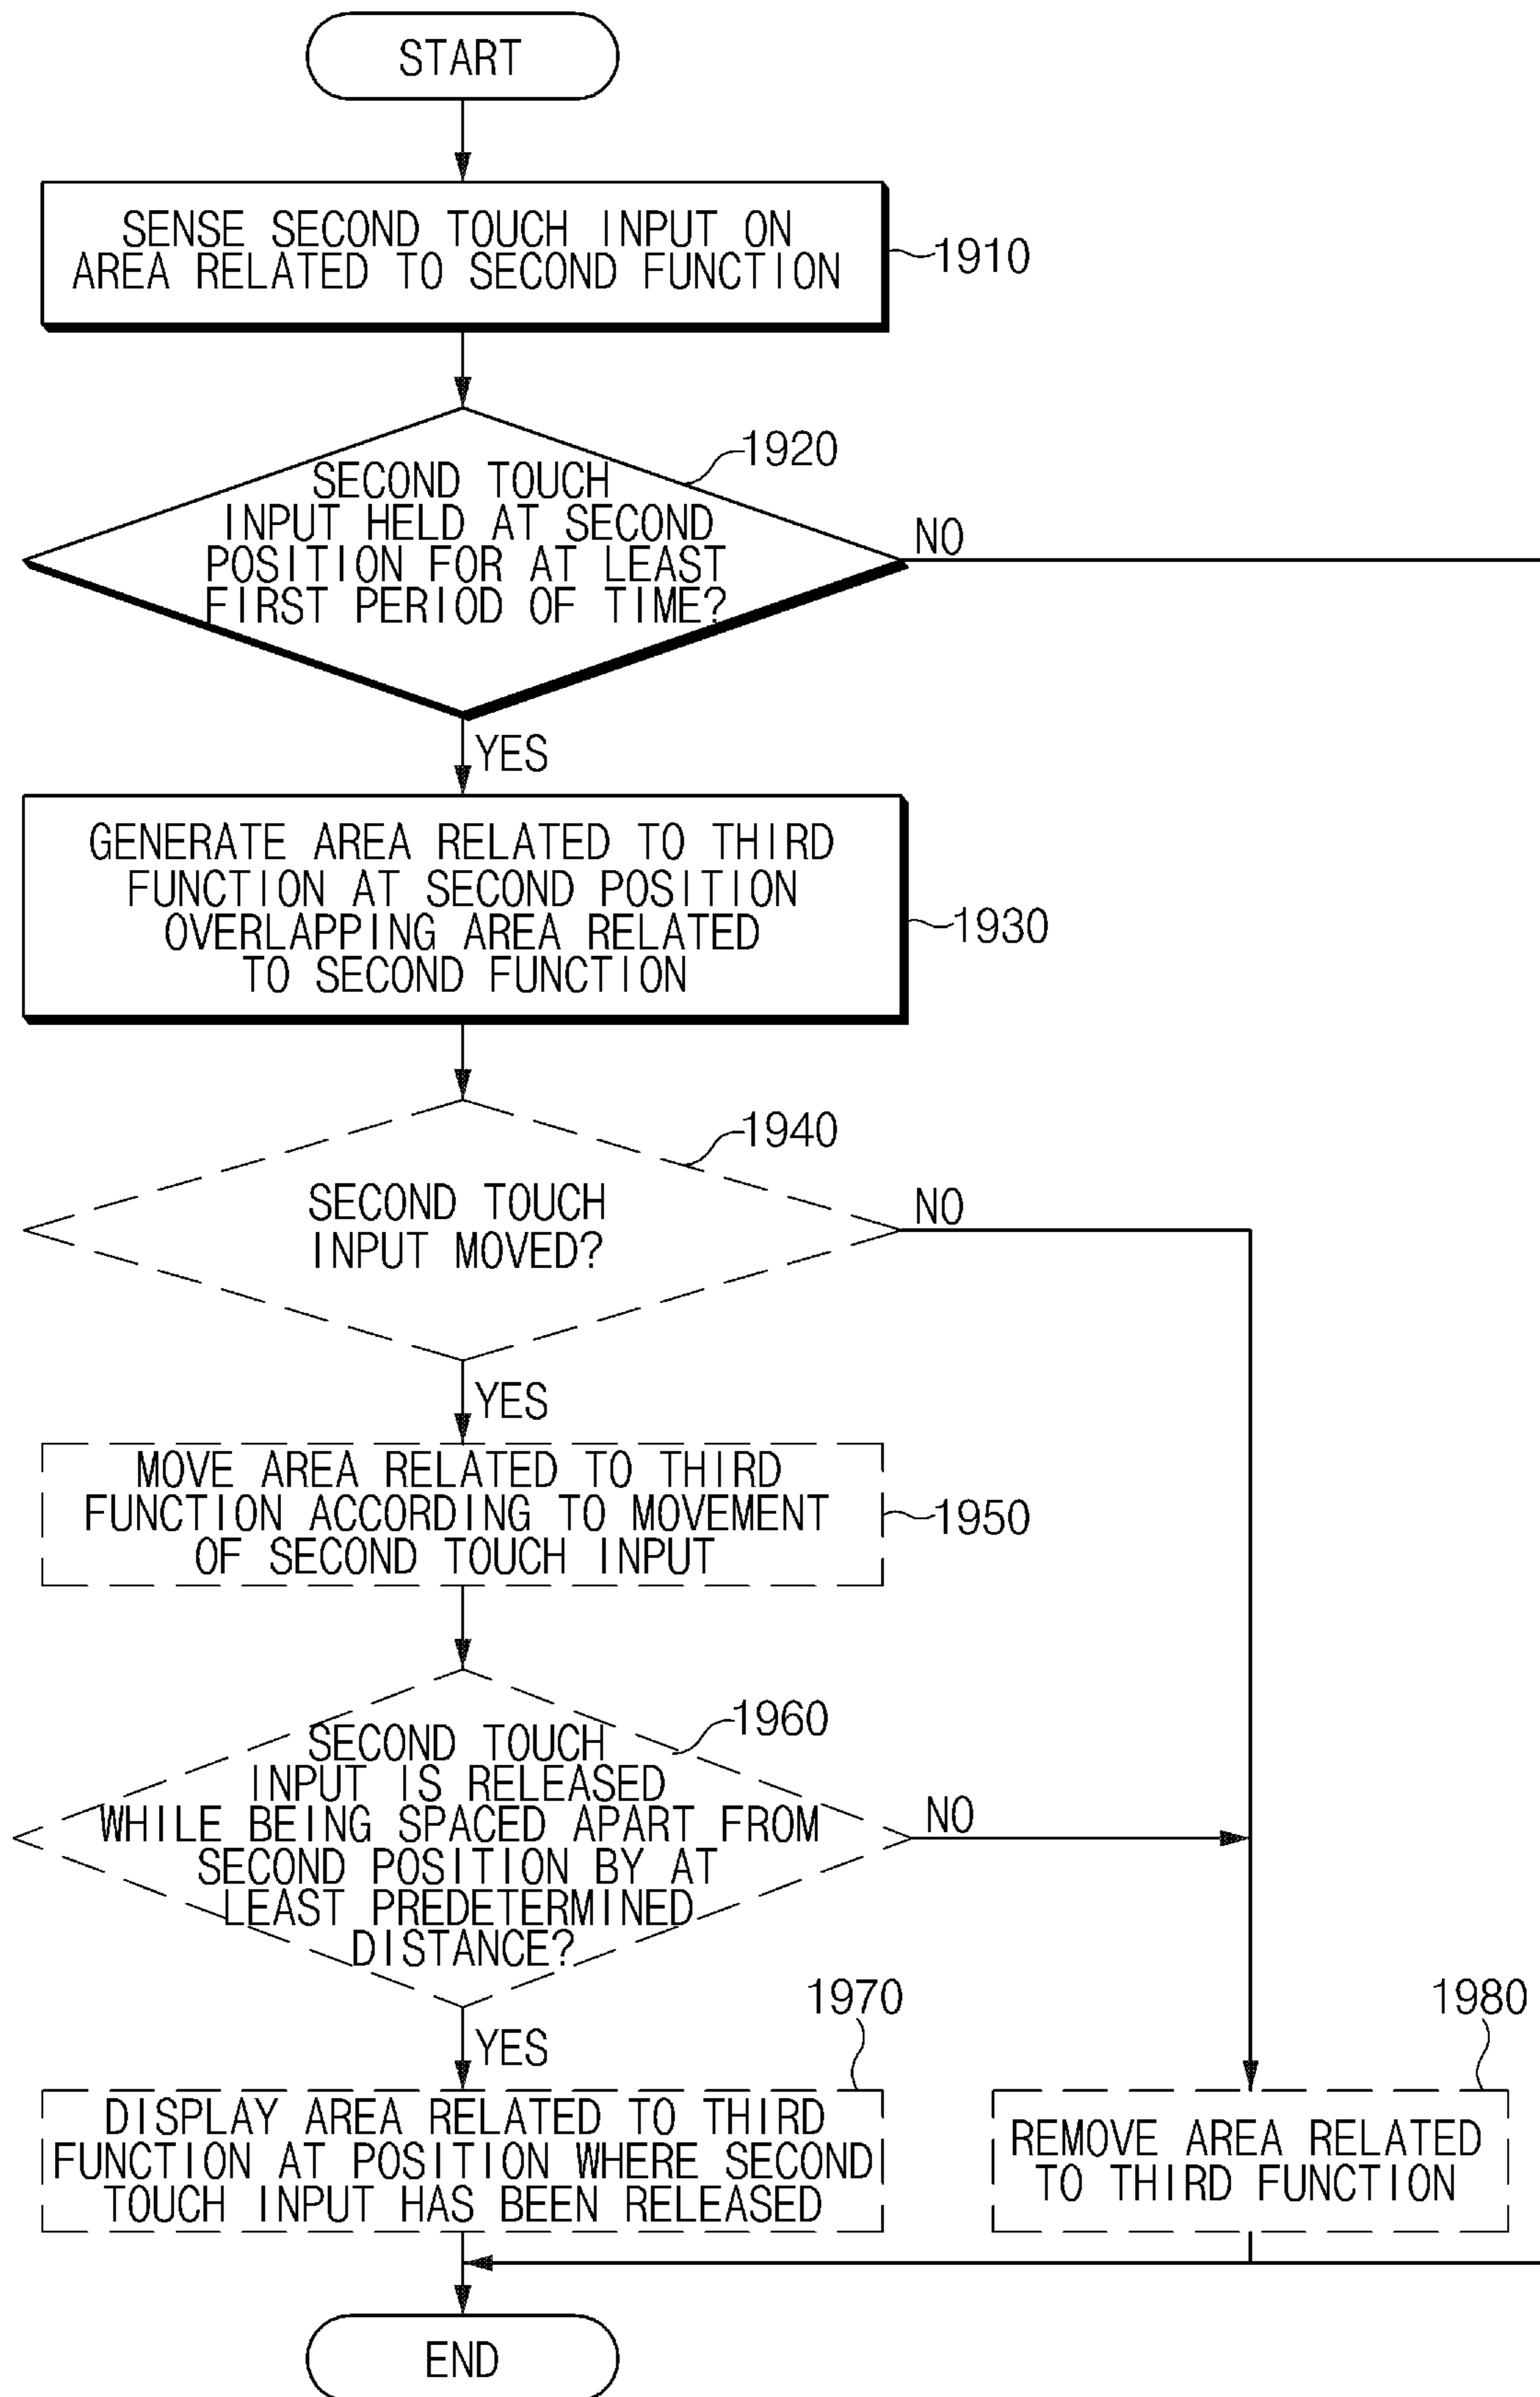 START
SENSE SECOND TOUCH INPUT ON
AREA RELATED TO SECOND FUNCTION
1910
1920
SECOND TOUCH
INPUT HELD AT SECOND
POSITION FOR AT LEAST
FIRST PERIOD OF TIME?
NO
YES
GENERATE AREA RELATED TO THIRD
FUNCTION AT SECOND POSITION
OVERLAPPING AREA RELATED
TO SECOND FUNCTION
1930
1940
SECOND TOUCH
INPUT MOVED?
NO
YES
MOVE AREA RELATED TO THIRD
FUNCTION ACCORDING TO MOVEMENT
OF SECOND TOUCH INPUT
1950
1960
SECOND TOUCH
INPUT IS RELEASED
WHILE BEING SPACED APART FROM
SECOND POSITION BY AT
LEAST PREDETERMINED
DISTANCE?
NO
YES
1970
DISPLAY AREA RELATED TO THIRD
FUNCTION AT POSITION WHERE SECOND
TOUCH INPUT HAS BEEN RELEASED
1980
REMOVE AREA RELATED
TO THIRD FUNCTION
END